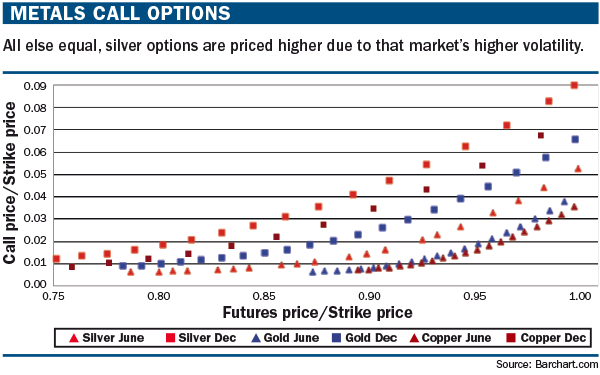 METALS CALL OPTIONS
All else equal, silver options are priced higher due to that market's higher volatility.
Call price/Strike price
0.09
0.08
0.07
0.06
0.05
0.04
0.03
0.02
0.01
0.00
0.75 0.80 0.85 0.90 0.95 1.00
Futures price/Strike price
Silver June Silver Dec Gold June Gold Dec Copper June Copper Dec
Source: Barchart.com